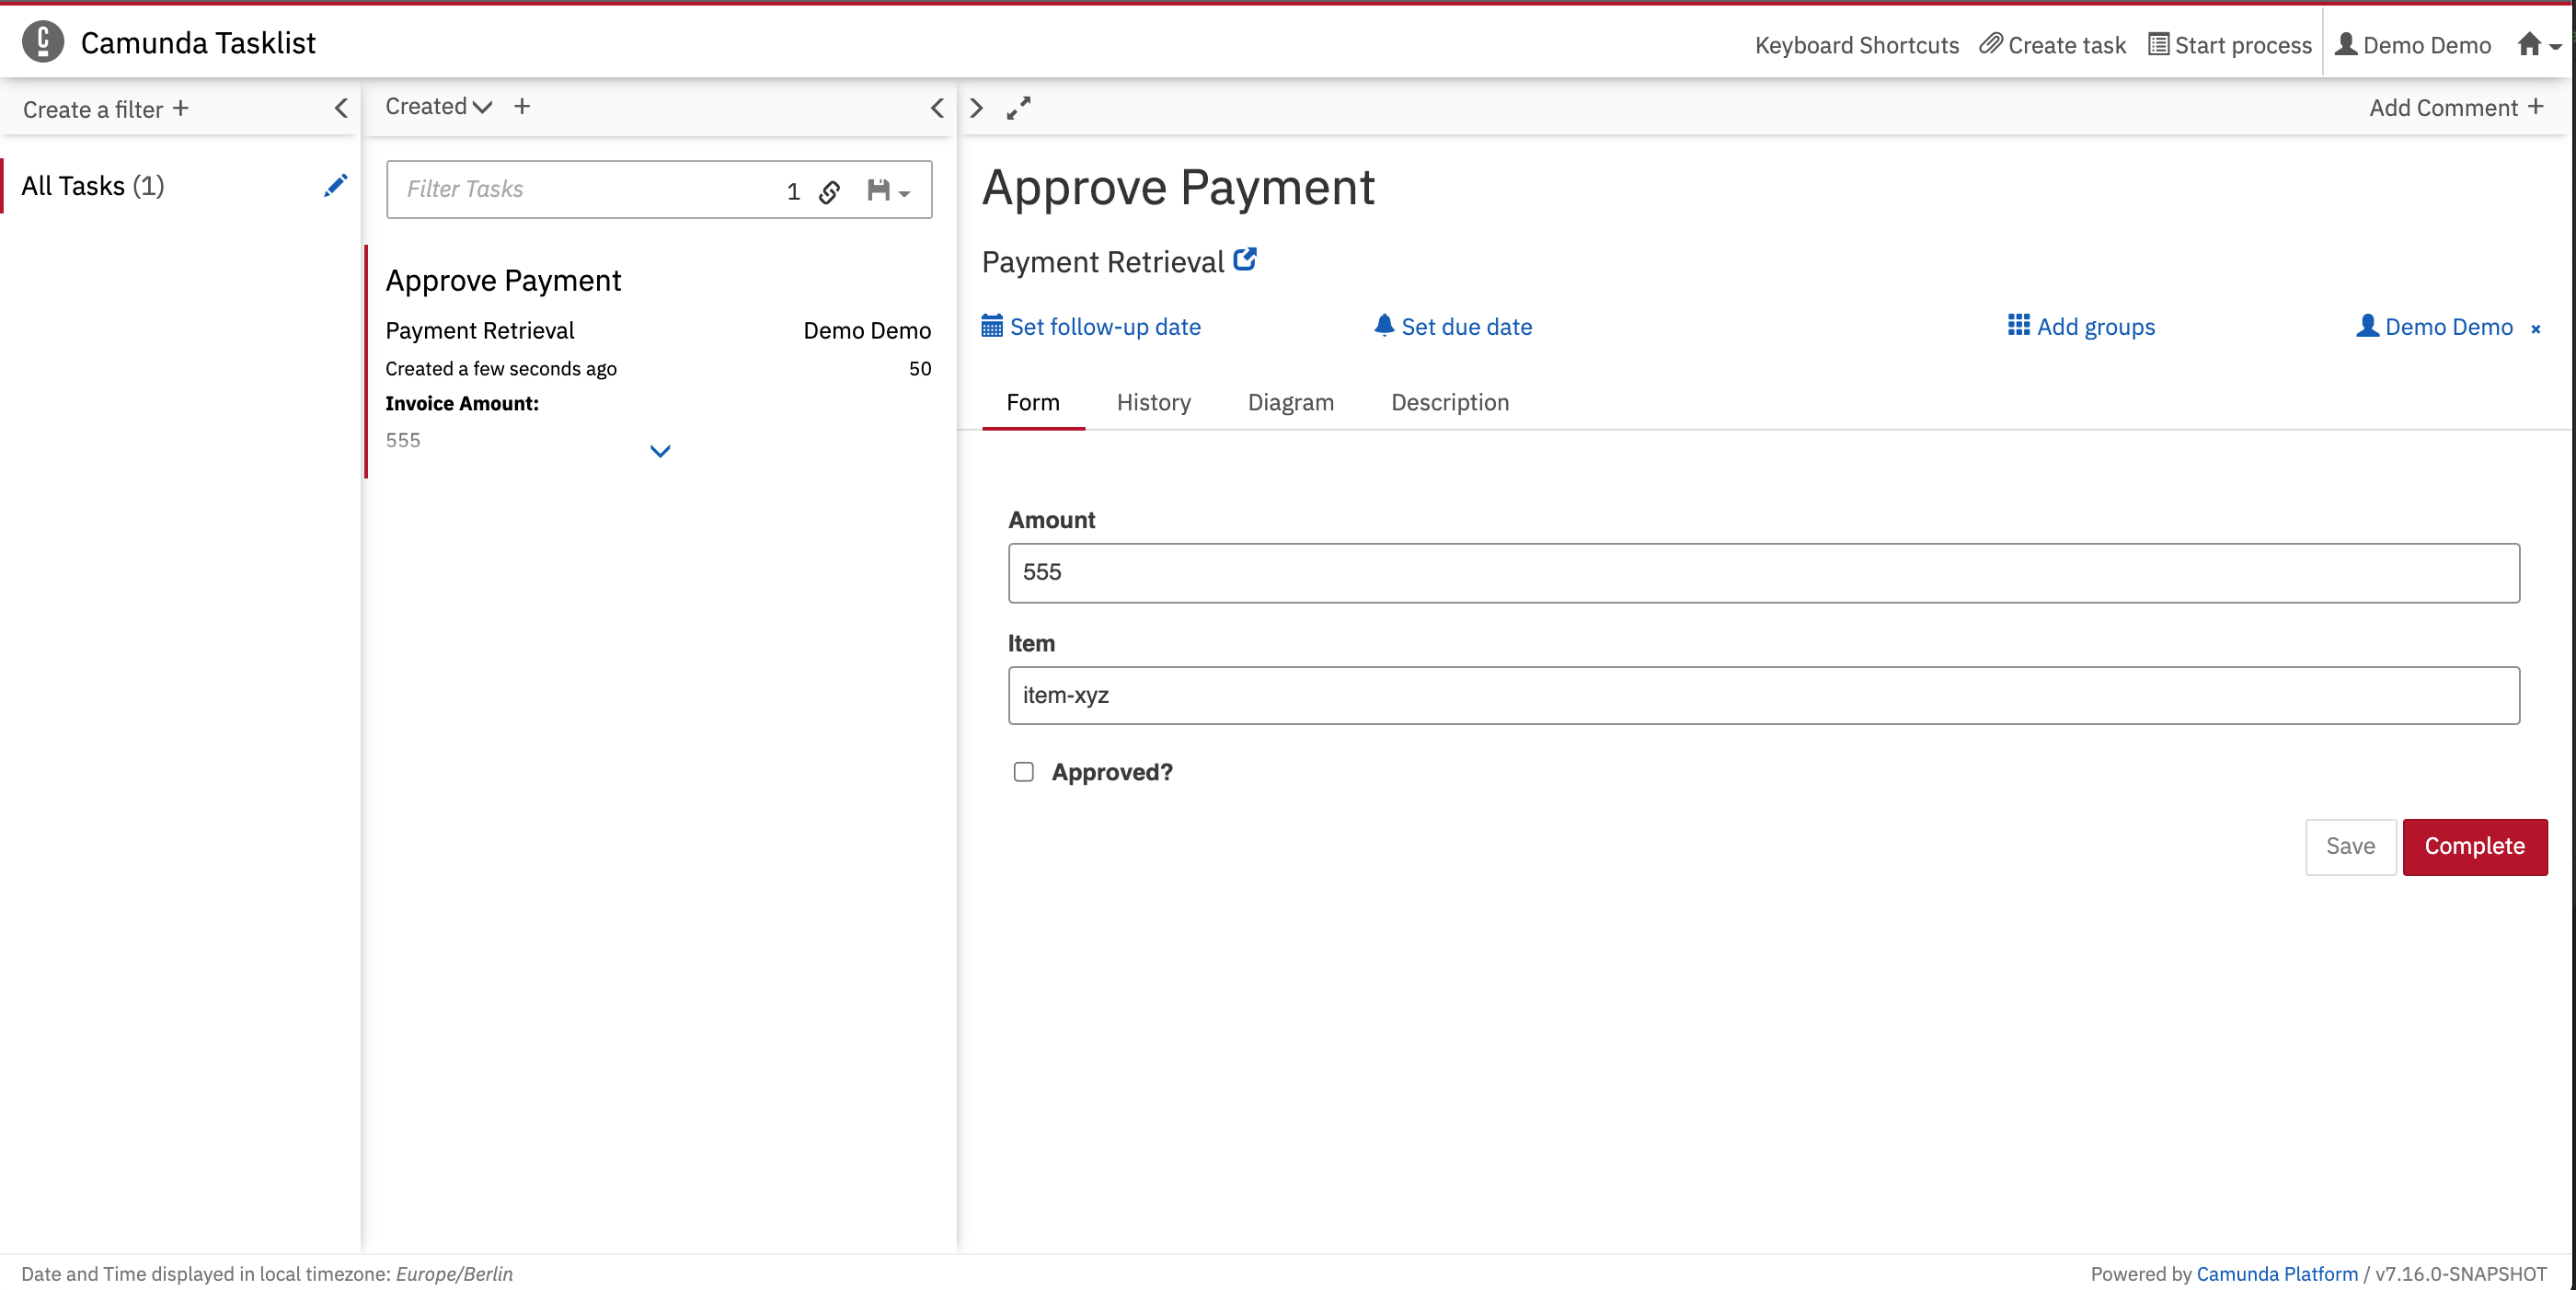 Camunda Tasklist
Keyboard Shortcuts Create task Start process Demo Demo
Create a filter +
Created +
Add Comment +
All Tasks (1)
Filter Tasks 1
Approve Payment
Payment Retrieval Demo Demo
Created a few seconds ago 50
Invoice Amount:
555
Approve Payment
Payment Retrieval
Set follow-up date Set due date Add groups Demo Demo ×
Form History Diagram Description
Amount
555
Item
item-xyz
Approved?
Save Complete
Date and Time displayed in local timezone: Europe/Berlin
Powered by Camunda Platform / v7.16.0-SNAPSHOT